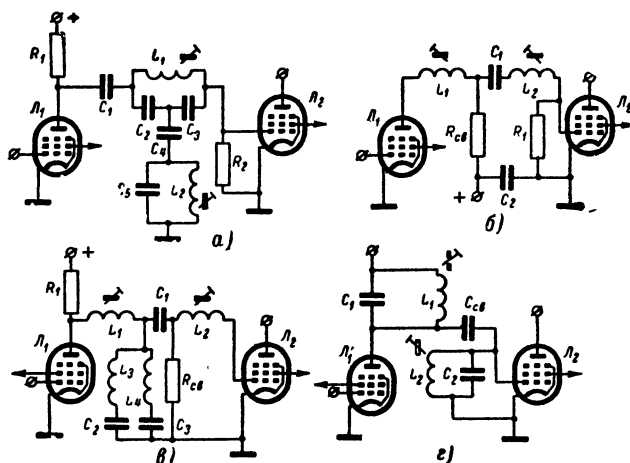 +
R₁
Л₁
C₁
L₁
C₂
C₃
C₄
C₅
L₂
R₂
Л₂
а)
C₁
L₁
L₂
Л₁
Rсв
R₁
+
C₂
б)
+
R₁
Л₁
L₁
C₁
L₂
L₃
L₄
Rсв
C₂
C₃
Л₂
в)
C₁
L₁
Cсв
Л₁
L₂
C₂
Л₂
г)